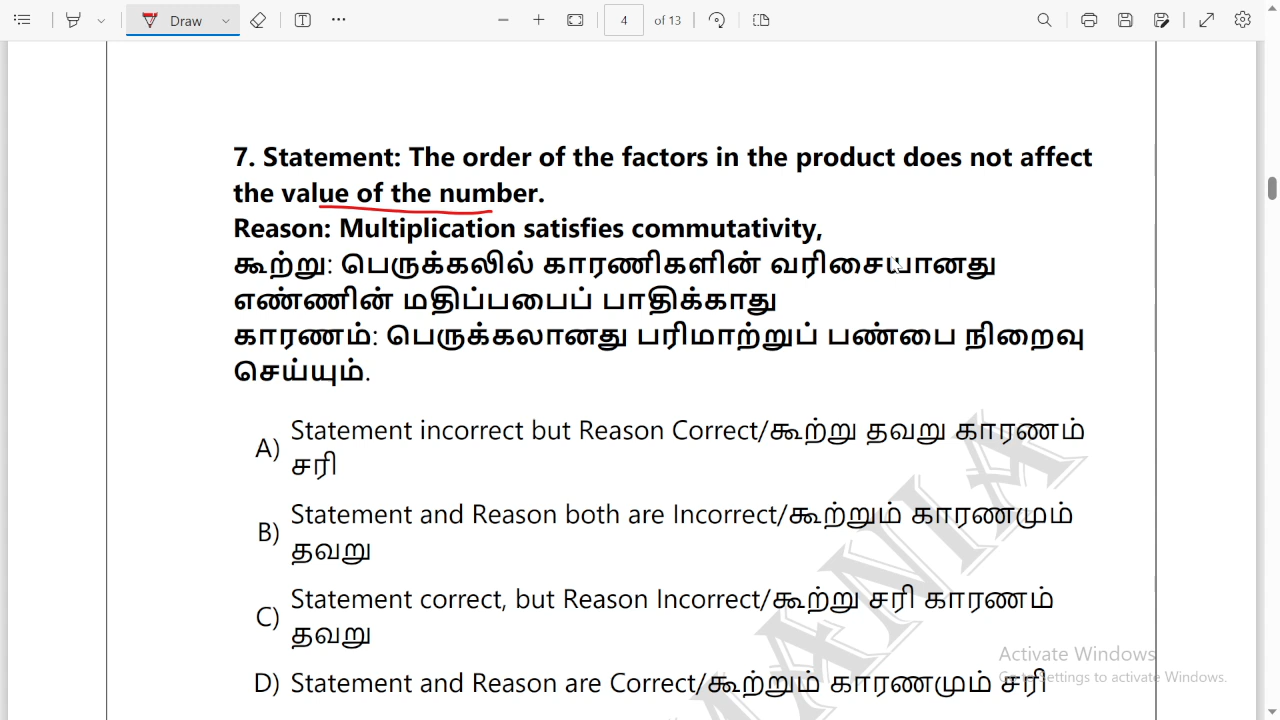 Draw
4 of 13
7. Statement: The order of the factors in the product does not affect
the value of the number.
Reason: Multiplication satisfies commutativity,
கூற்று: பெருக்கலில் காரணிகளின் வரிசையானது
எண்ணின் மதிப்பபைப் பாதிக்காது
காரணம்: பெருக்கலானது பரிமாற்றுப் பண்பை நிறைவு
செய்யும்.
A) Statement incorrect but Reason Correct/கூற்று தவறு காரணம்
சரி
B) Statement and Reason both are Incorrect/கூற்றும் காரணமும்
தவறு
C) Statement correct, but Reason Incorrect/கூற்று சரி காரணம்
தவறு
D) Statement and Reason are Correct/கூற்றும் காரணமும் சரி
Activate Windows
Go to Settings to activate Windows.
MANIA